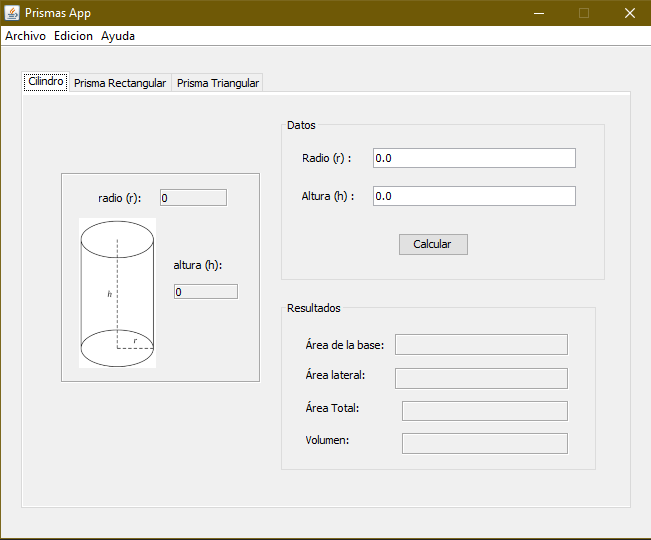 Prismas App
Archivo Edicion Ayuda
Cilindro Prisma Rectangular Prisma Triangular
radio (r): 0
h
r
altura (h):
0
Datos
Radio (r) : 0.0
Altura (h) : 0.0
Calcular
Resultados
Área de la base:
Área lateral:
Área Total:
Volumen: